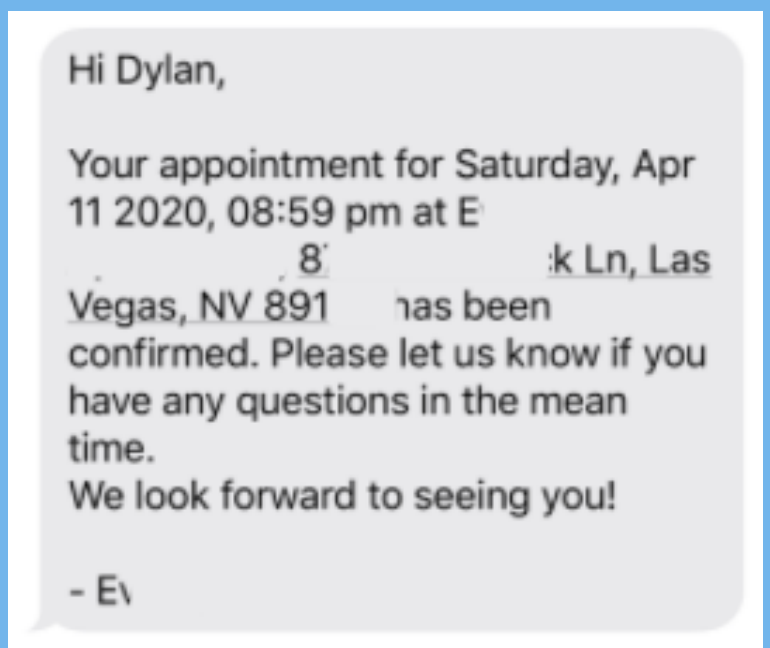 Hi Dylan,
Your appointment for Saturday, Apr
11 2020, 08:59 pm at
Ln, Las
Vegas, NV 891 has been
confirmed. Please let us know if you
have any questions in the mean
time.
We look forward to seeing you!
-